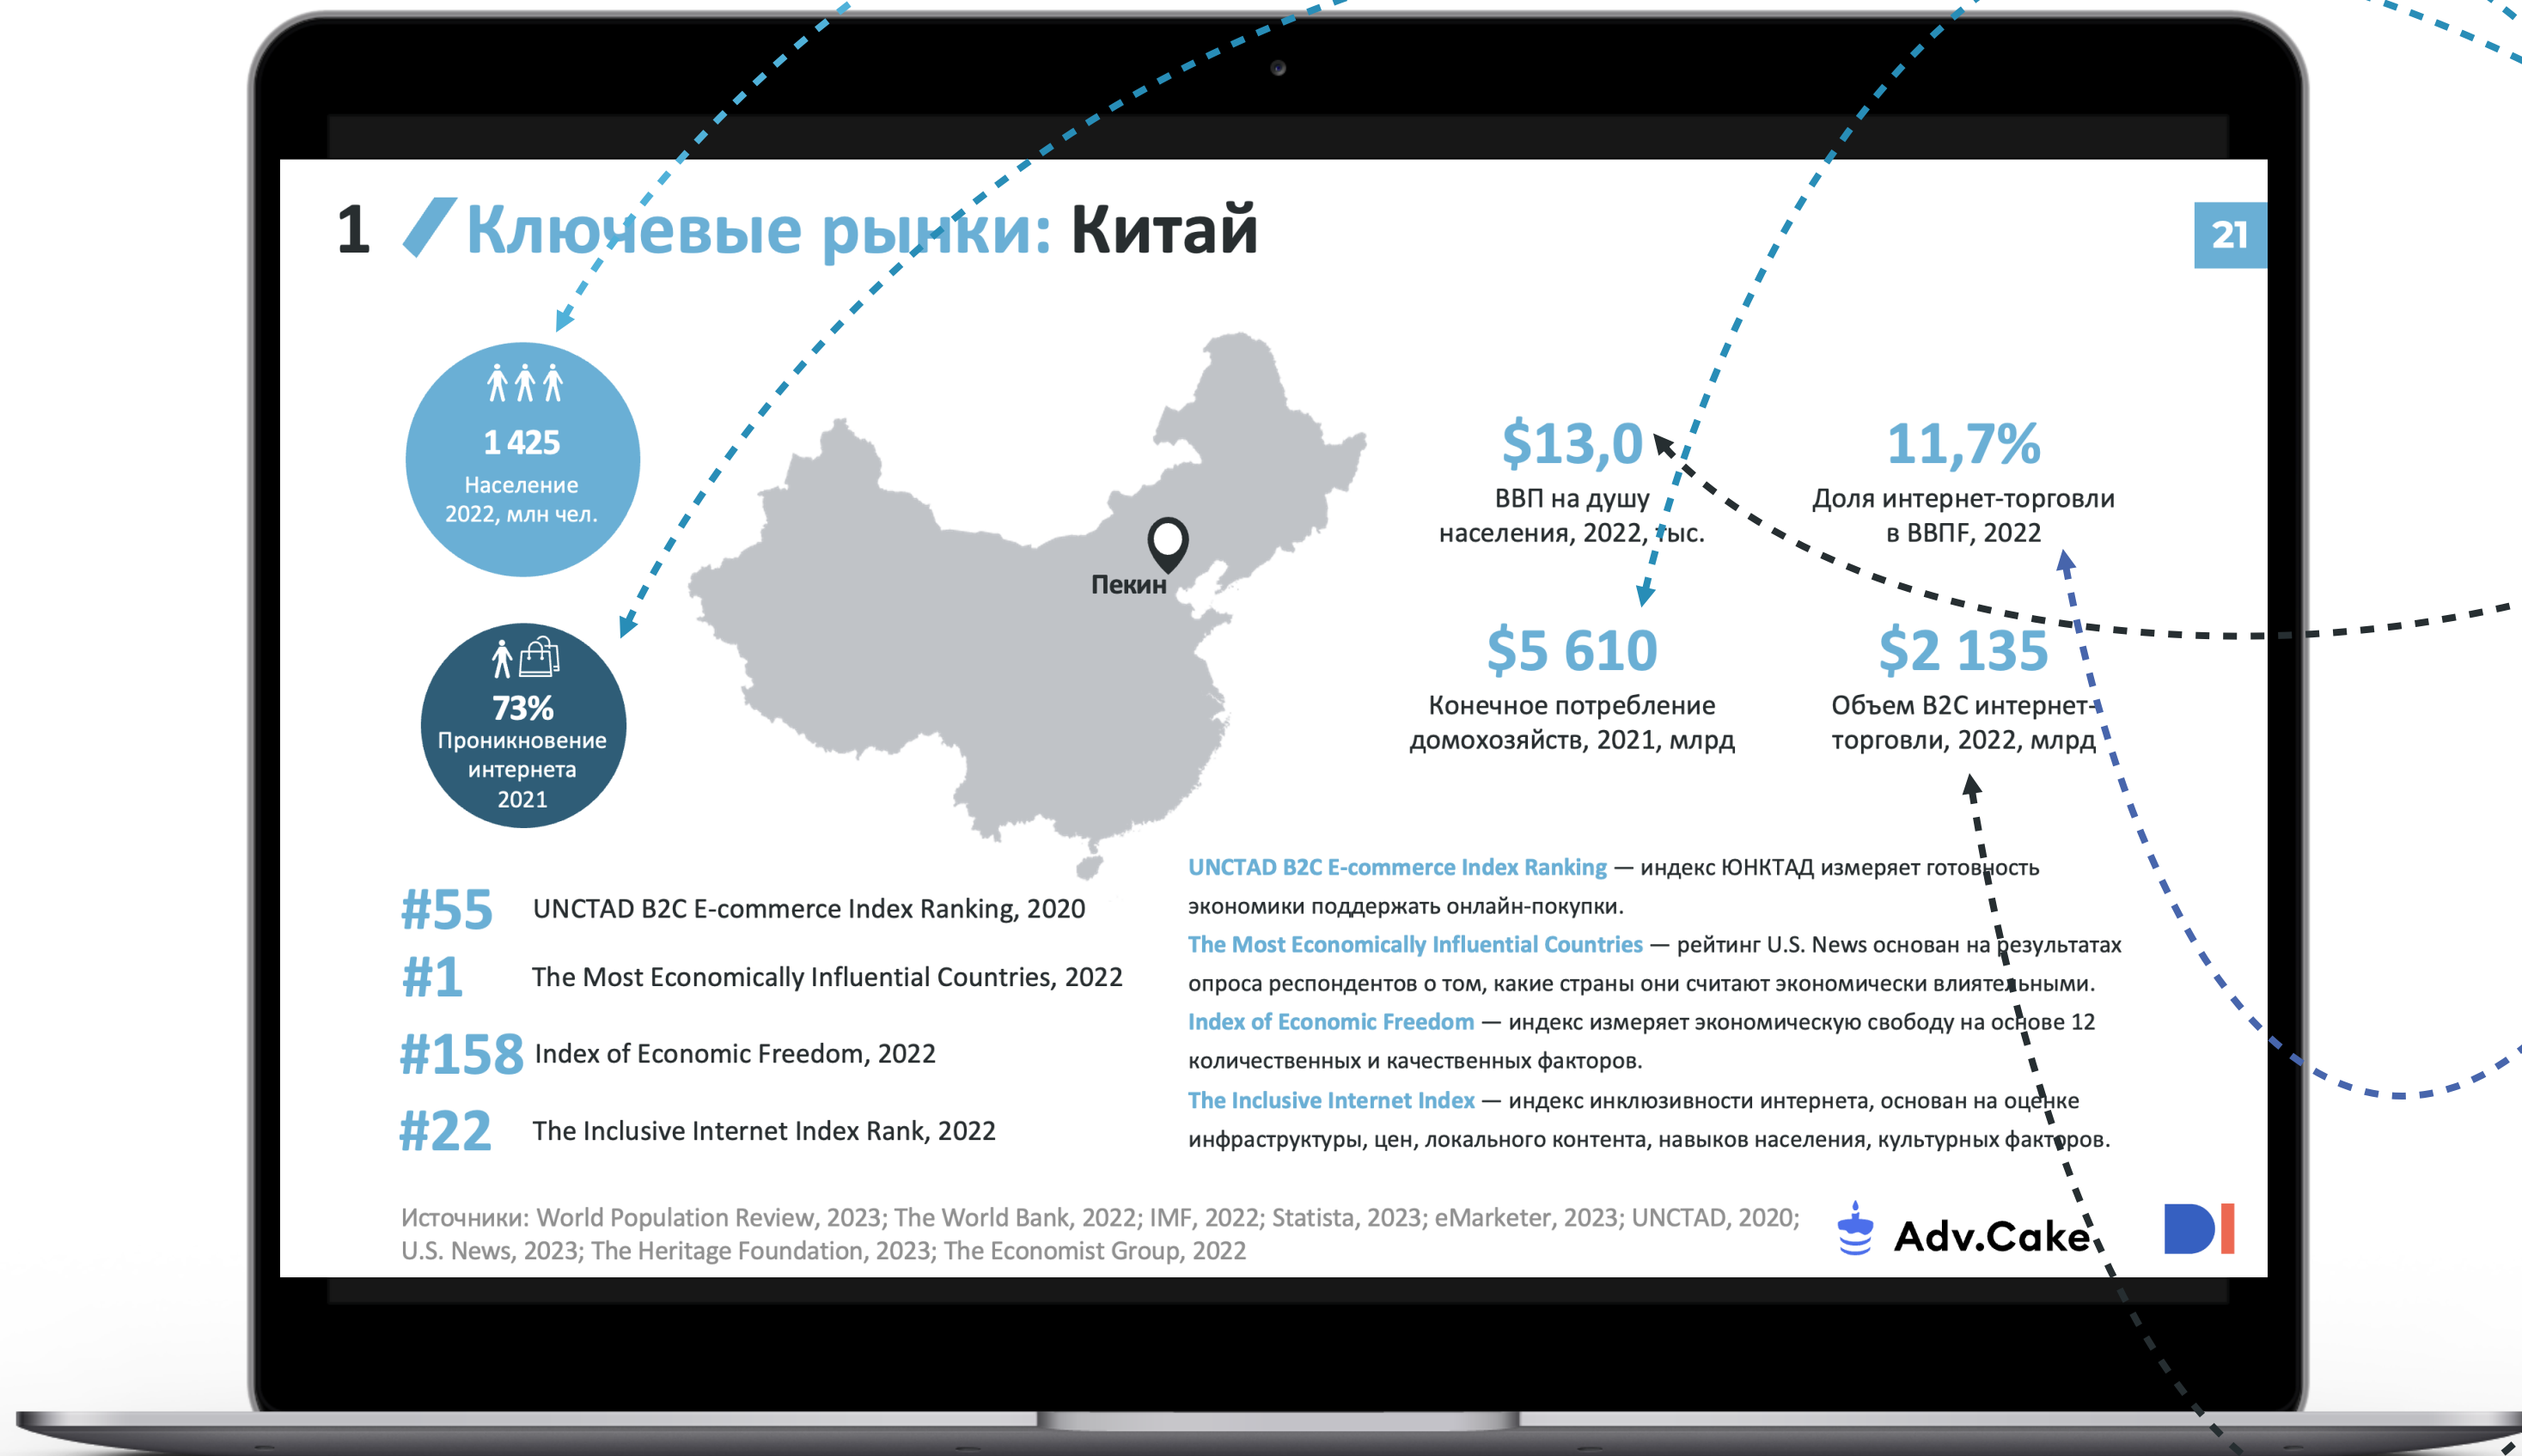 1 Ключевые рынки: Китай
21
1 425
Население
2022, млн чел.
73%
Проникновение
интернета
2021
Пекин
$13,0
ВВП на душу
населения, 2022, тыс.
11,7%
Доля интернет-торговли
в ВВПF, 2022
$5 610
Конечное потребление
домохозяйств, 2021, млрд
$2 135
Объем B2C интернет-
торговли, 2022, млрд
#55 UNCTAD B2C E-commerce Index Ranking, 2020
#1 The Most Economically Influential Countries, 2022
#158 Index of Economic Freedom, 2022
#22 The Inclusive Internet Index Rank, 2022
UNCTAD B2C E-commerce Index Ranking — индекс ЮНКТАД измеряет готовность
экономики поддержать онлайн-покупки.
The Most Economically Influential Countries — рейтинг U.S. News основан на результатах
опроса респондентов о том, какие страны они считают экономически влиятельными.
Index of Economic Freedom — индекс измеряет экономическую свободу на основе 12
количественных и качественных факторов.
The Inclusive Internet Index — индекс инклюзивности интернета, основан на оценке
инфраструктуры, цен, локального контента, навыков населения, культурных факторов.
Источники: World Population Review, 2023; The World Bank, 2022; IMF, 2022; Statista, 2023; eMarketer, 2023; UNCTAD, 2020;
U.S. News, 2023; The Heritage Foundation, 2023; The Economist Group, 2022
Adv.Cake
DI